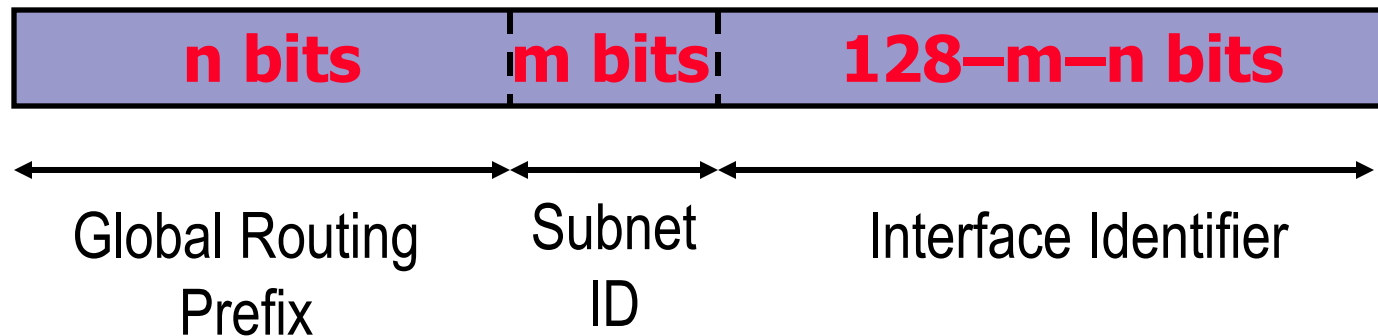 n bits m bits 128–m–n bits
Global Routing Prefix
Subnet ID
Interface Identifier